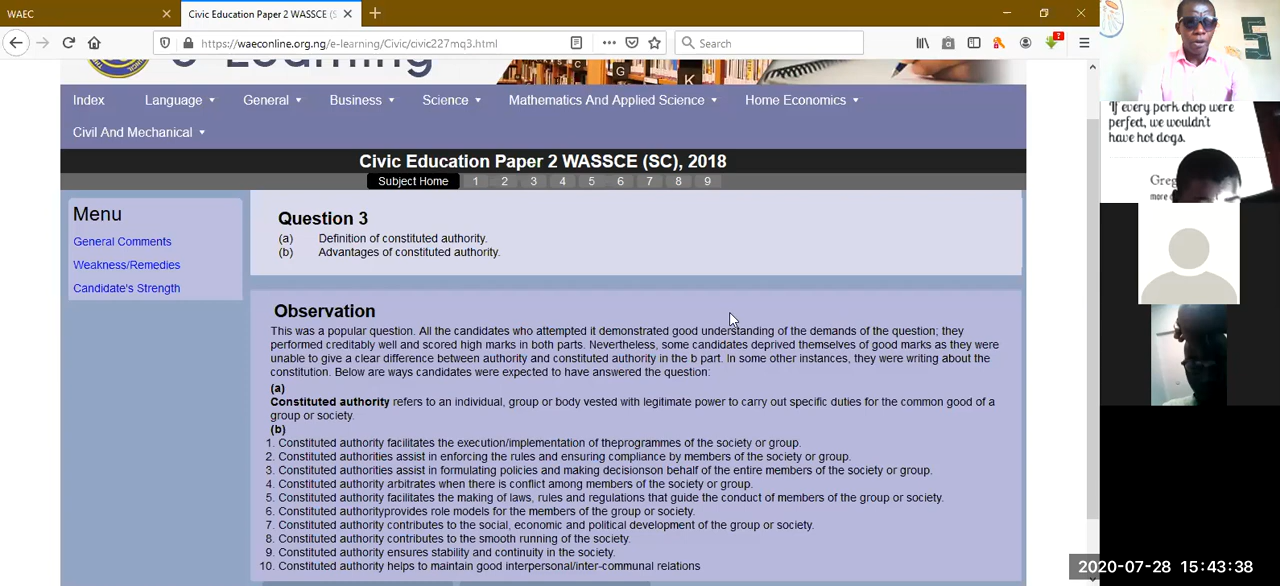 WAEC
Civic Education Paper 2 WASSCE (S
https://waeconline.org.ng/e-learning/Civic/civic227mq3.html
Search
?
e-Learning
C
G
K
Index
Language
General
Business
Science
Mathematics And Applied Science
Home Economics
Civil And Mechanical
Civic Education Paper 2 WASSCE (SC), 2018
Subject Home 1 2 3 4 5 6 7 8 9
Menu
General Comments
Weakness/Remedies
Candidate's Strength
Question 3
(a) Definition of constituted authority.
(b) Advantages of constituted authority.
Observation
This was a popular question. All the candidates who attempted it demonstrated good understanding of the demands of the question; they
performed creditably well and scored high marks in both parts. Nevertheless, some candidates deprived themselves of good marks as they were
unable to give a clear difference between authority and constituted authority in the b part. In some other instances, they were writing about the
constitution. Below are ways candidates were expected to have answered the question:
(a)
Constituted authority refers to an individual, group or body vested with legitimate power to carry out specific duties for the common good of a
group or society.
(b)
1. Constituted authority facilitates the execution/implementation of theprogrammes of the society or group.
2. Constituted authorities assist in enforcing the rules and ensuring compliance by members of the society or group.
3. Constituted authorities assist in formulating policies and making decisionson behalf of the entire members of the society or group.
4. Constituted authority arbitrates when there is conflict among members of the society or group.
5. Constituted authority facilitates the making of laws, rules and regulations that guide the conduct of members of the group or society.
6. Constituted authorityprovides role models for the members of the group or society.
7. Constituted authority contributes to the social, economic and political development of the group or society.
8. Constituted authority contributes to the smooth running of the society.
9. Constituted authority ensures stability and continuity in the society.
10. Constituted authority helps to maintain good interpersonal/inter-communal relations
If every pork chop were
perfect, we wouldn't
have hot dogs.
Greg
2020-07-28 15:43:38